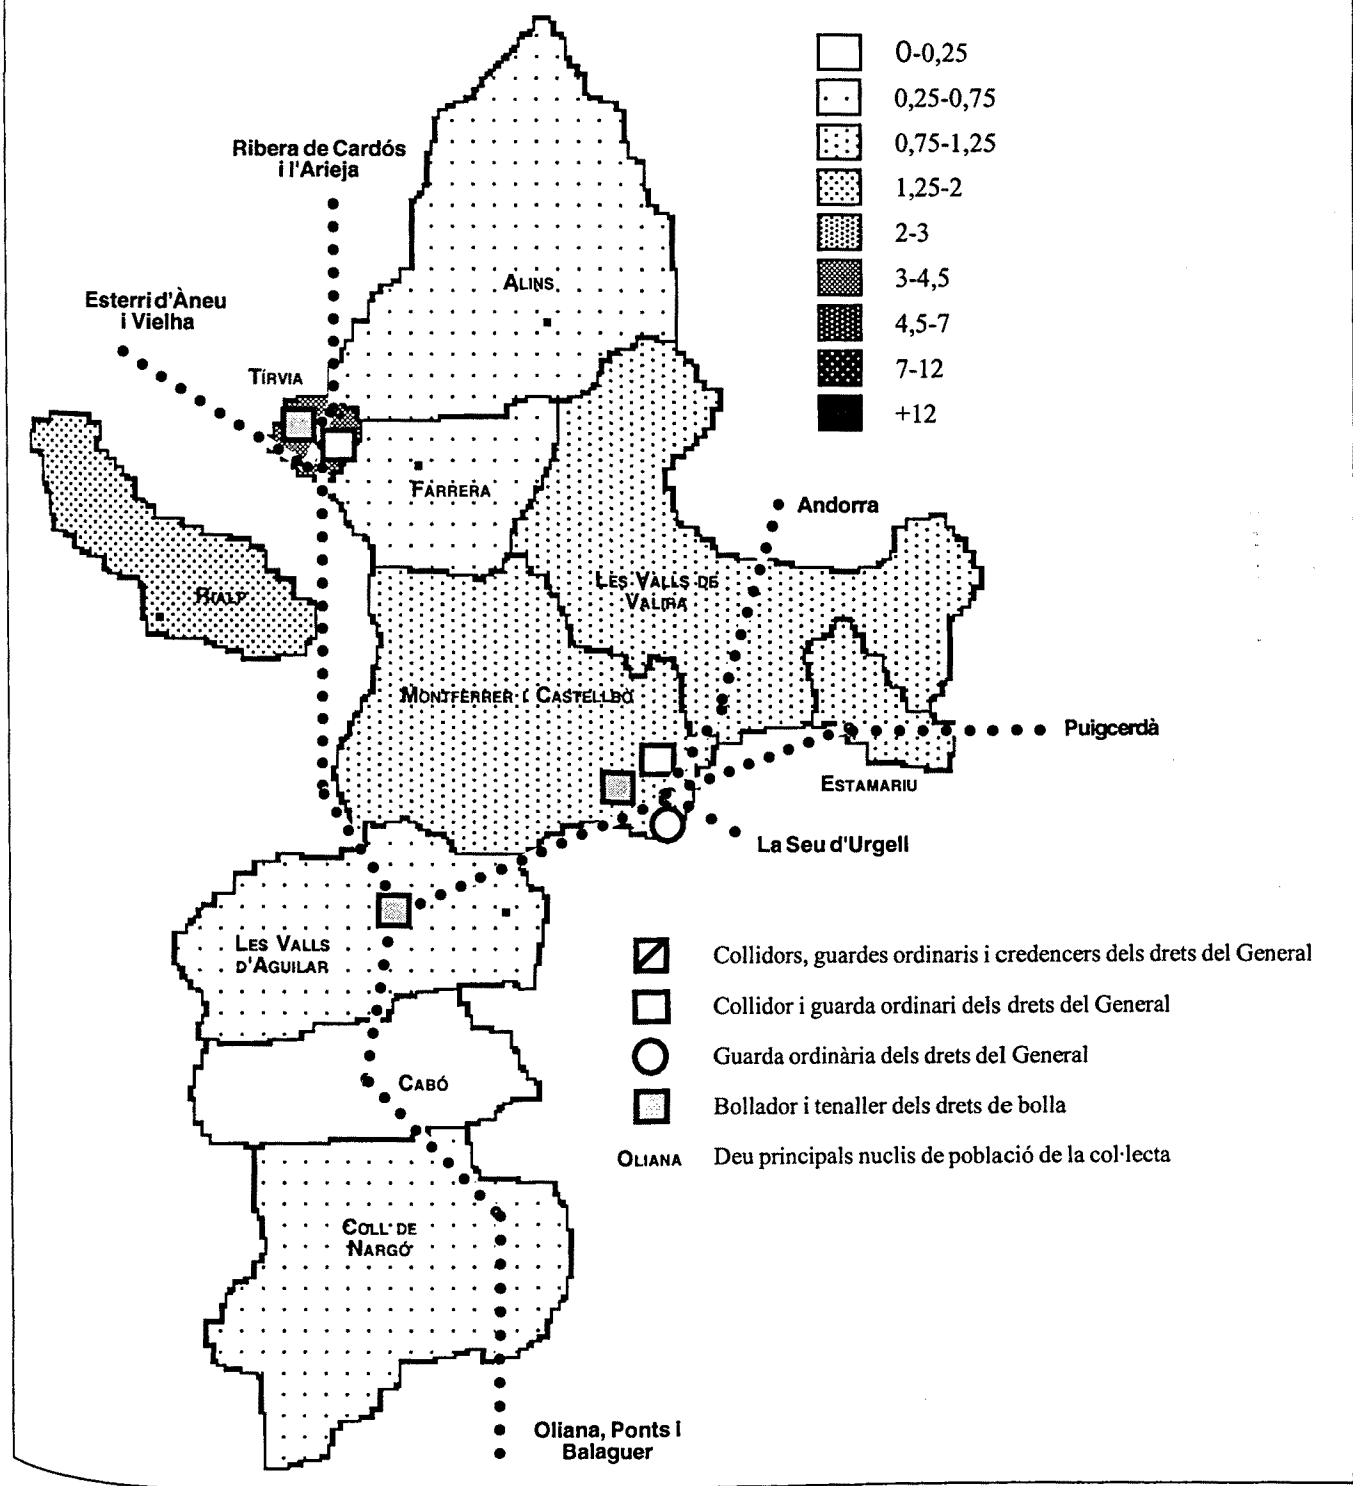 O-0,25
0,25-0,75
0,75-1,25
1,25-2
2-3
3-4,5
4,5-7
7-12
+12
Ribera de Cardós
i l'Arieja
Esterri d'Àneu
i Vielha
ALINS
TÍRVIA
FARRERA
Andorra
LES VALLS DE
VALIRA
RIALP
MONTFERRER I CASTELLBÒ
Puigcerdà
ESTAMARIU
La Seu d'Urgell
LES VALLS
D'AGUILAR
Collidors, guardes ordinaris i credencers dels drets del General
Collidor i guarda ordinari dels drets del General
Guarda ordinària dels drets del General
CABÓ
Bollador i tenaller dels drets de bolla
OLIANA Deu principals nuclis de població de la col·lecta
COLL DE
NARGÓ
Oliana, Ponts i
Balaguer